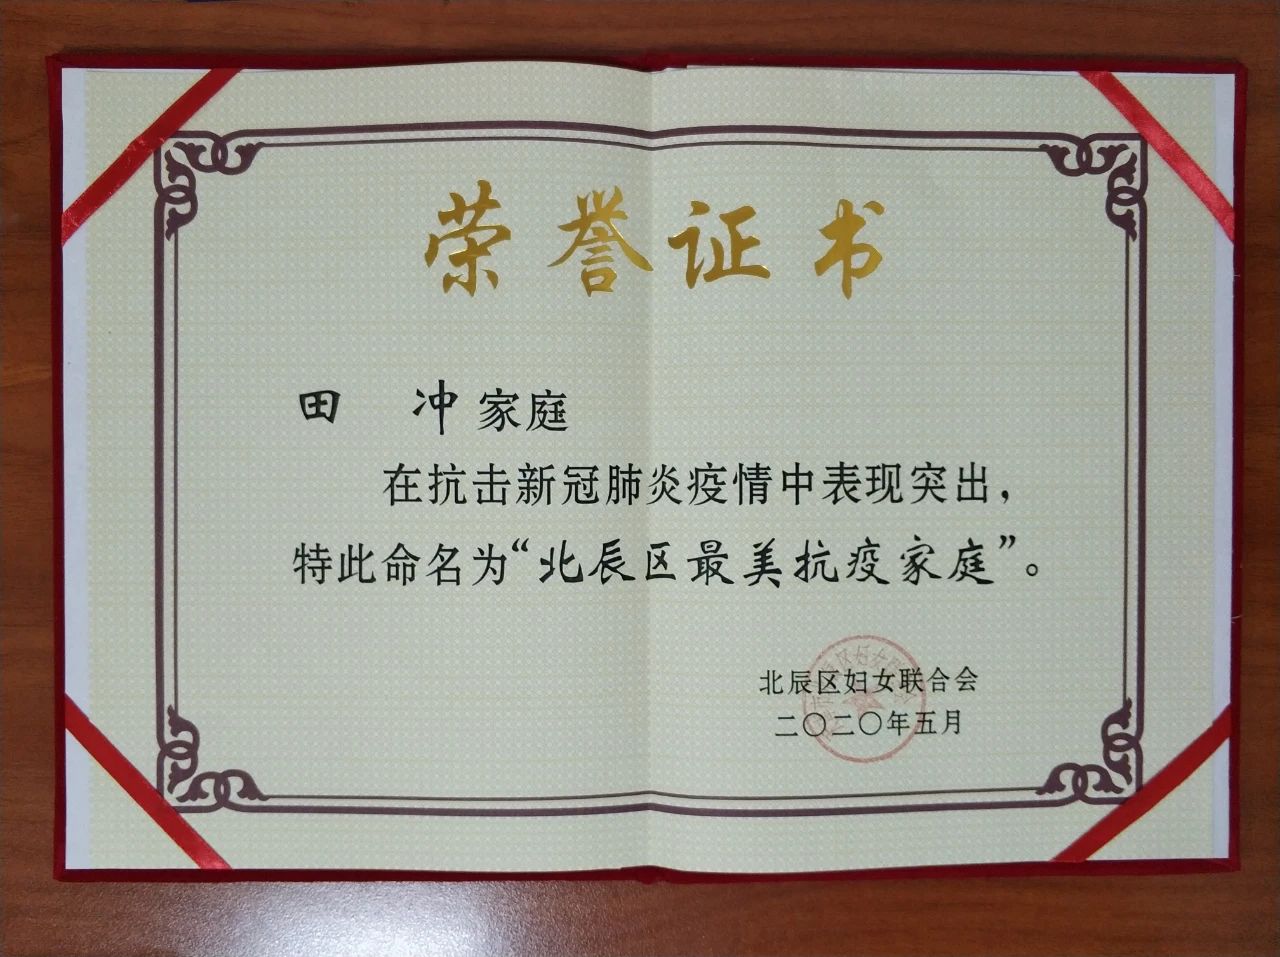 荣誉证书
田 冲 家庭
在抗击新冠肺炎疫情中表现突出，
特此命名为“北辰区最美抗疫家庭”。
北辰区妇女联合会
二〇二〇年五月